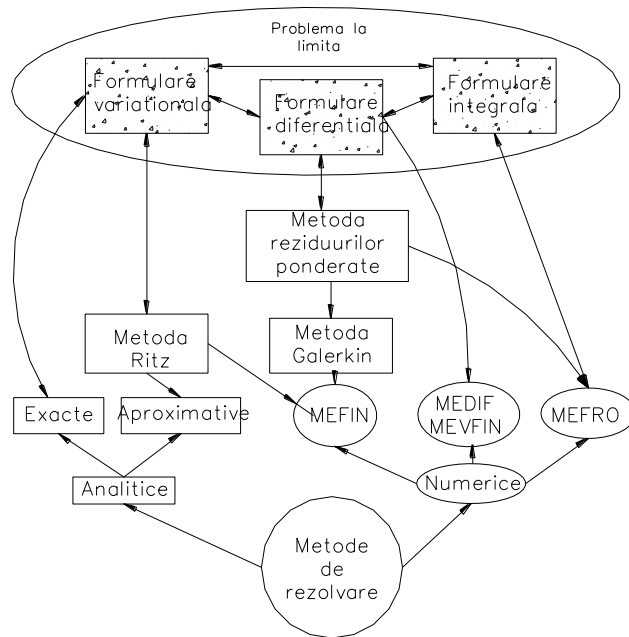 Problema la
limita
Formulare
variationala
Formulare
diferentiala
Formulare
integrala
Metoda
reziduurilor
ponderate
Metoda
Ritz
Metoda
Galerkin
Exacte
Aproximative
MEFIN
MEDIF
MEVFIN
MEFRO
Analitice
Numerice
Metode
de
rezolvare